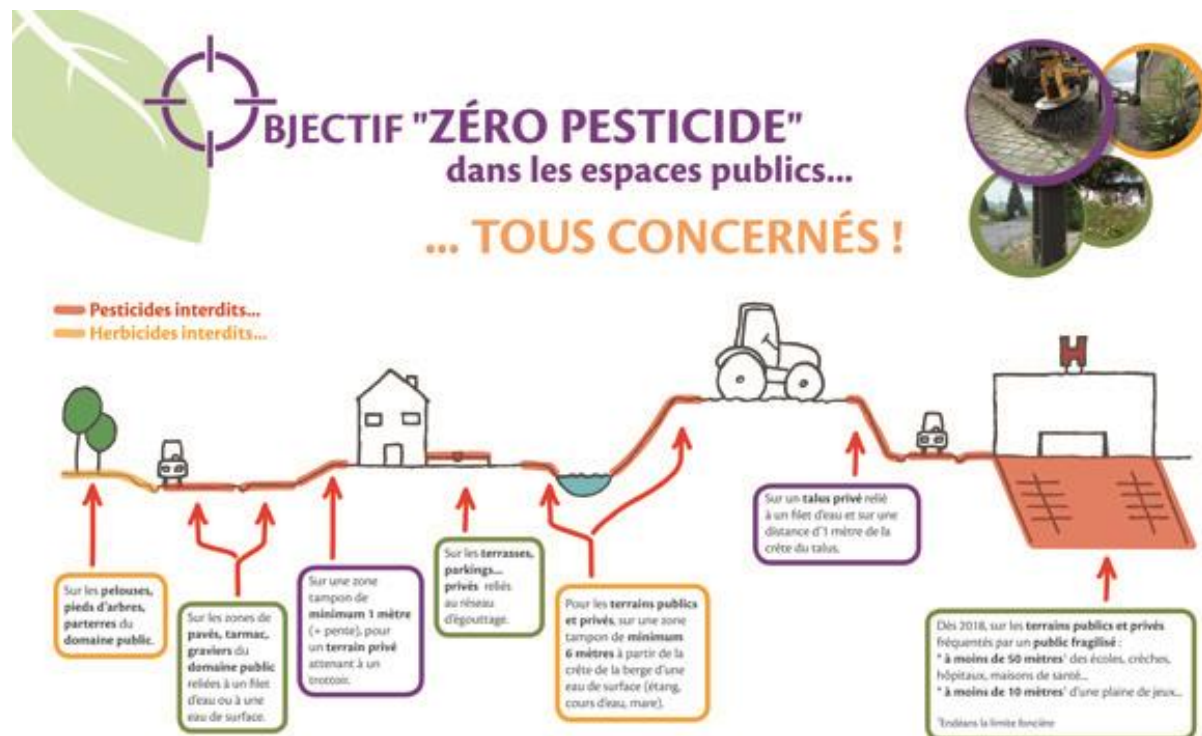 OBJECTIF "ZÉRO PESTICIDE"
dans les espaces publics...
... TOUS CONCERNÉS !
Pesticides interdits...
Herbicides interdits...
H
Sur les pelouses,
pieds d'arbres,
parterres du
domaine public.
Sur les zones de
pavés, tarmac,
graviers du
domaine public
reliées à un filet
d'eau ou à une
eau de surface.
Sur une zone
tampon de
minimum 1 mètre
(+ pente), pour
un terrain privé
attenant à un
trottoir.
Sur les terrasses,
parkings...
privés reliés
au réseau
d'égouttage.
Pour les terrains publics
et privés, sur une zone
tampon de minimum
6 mètres à partir de la
crête de la berge d'une
eau de surface (étang,
cours d'eau, mare).
Sur un talus privé relié
à un filet d'eau et sur une
distance d'1 mètre de la
crête du talus.
Dès 2018, sur les terrains publics et privés
fréquentés par un public fragilisé :
* à moins de 50 mètres* des écoles, crèches,
hôpitaux, maisons de santé...
* à moins de 10 mètres* d'une plaine de jeux...
*Endéans la limite foncière